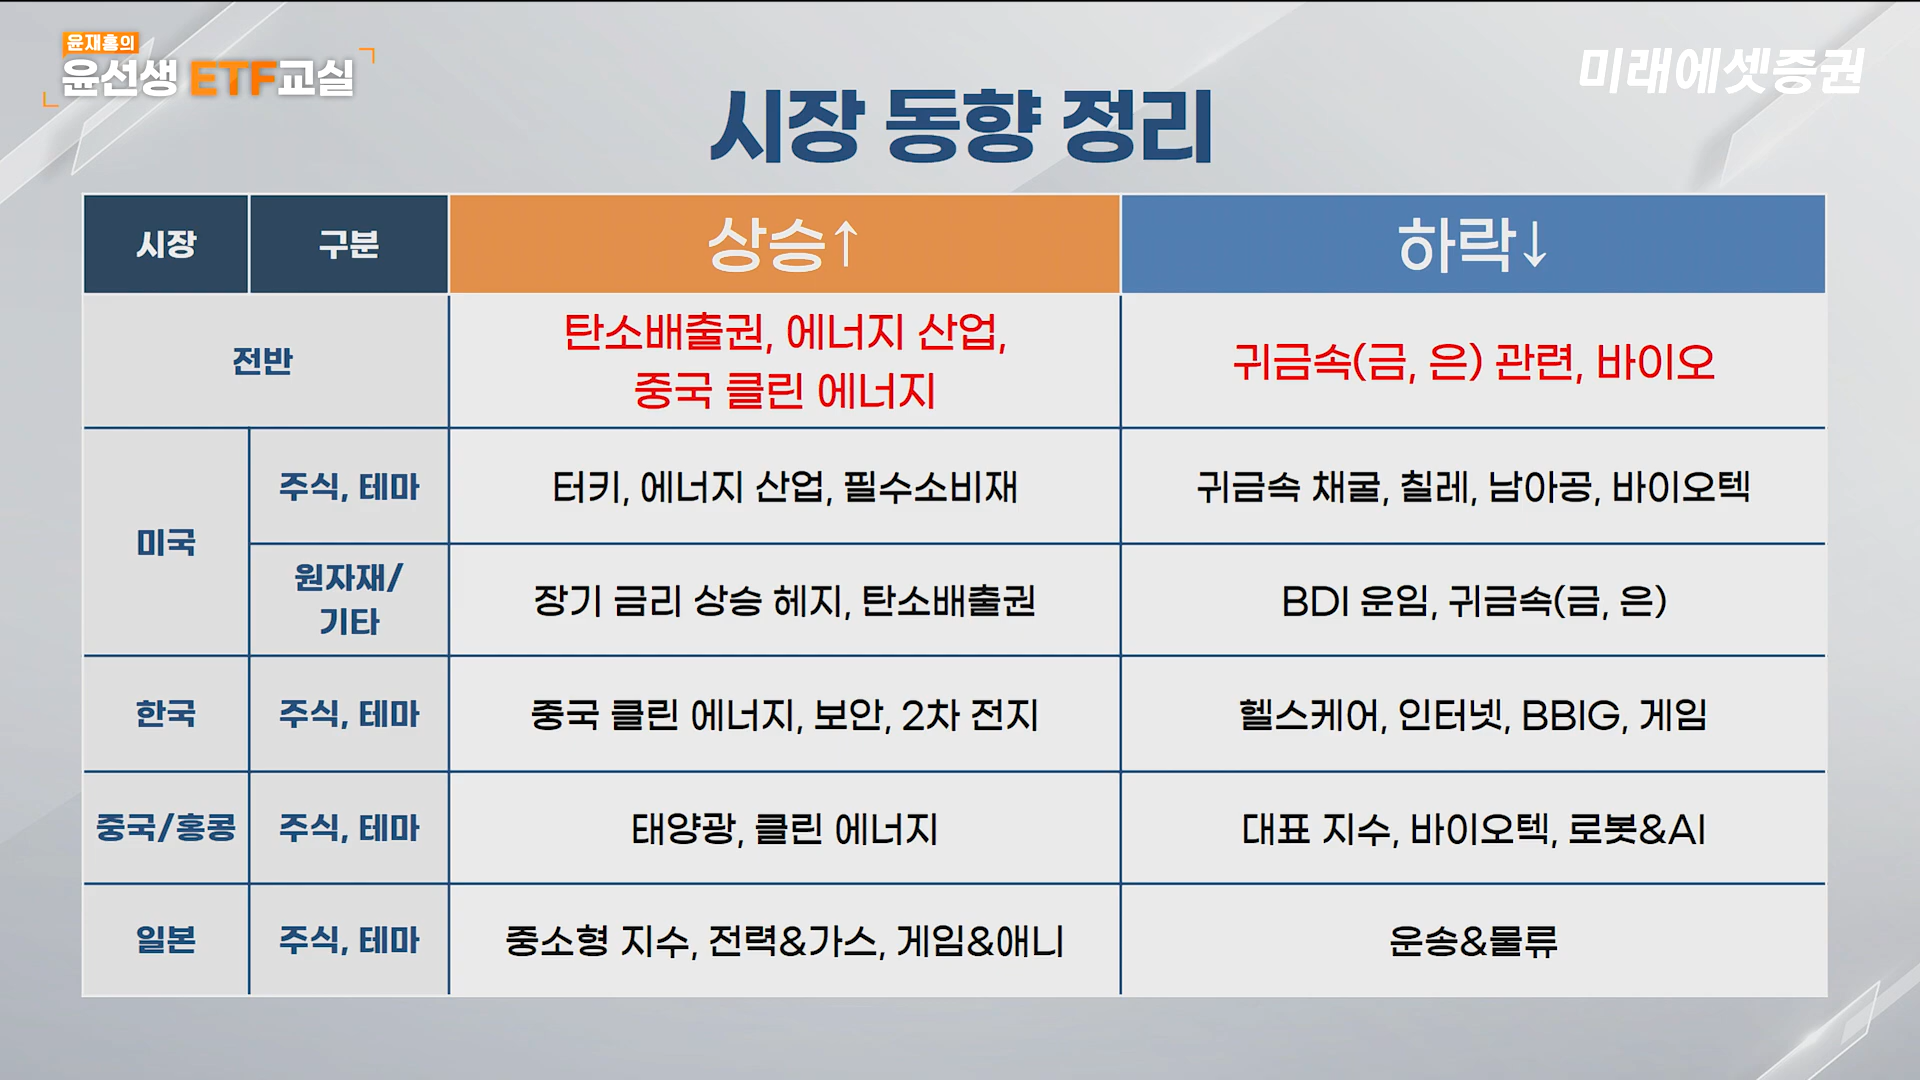 윤재홍의
윤선생 ETF교실
미래에셋증권
시장 동향 정리
시장
구분
상승↑
하락↓
전반
탄소배출권, 에너지 산업,
중국 클린 에너지
귀금속(금, 은) 관련, 바이오
미국
주식, 테마
터키, 에너지 산업, 필수소비재
귀금속 채굴, 칠레, 남아공, 바이오텍
원자재/
기타
장기 금리 상승 헤지, 탄소배출권
BDI 운임, 귀금속(금, 은)
한국
주식, 테마
중국 클린 에너지, 보안, 2차 전지
헬스케어, 인터넷, BBIG, 게임
중국/홍콩
주식, 테마
태양광, 클린 에너지
대표 지수, 바이오텍, 로봇&AI
일본
주식, 테마
중소형 지수, 전력&가스, 게임&애니
운송&물류